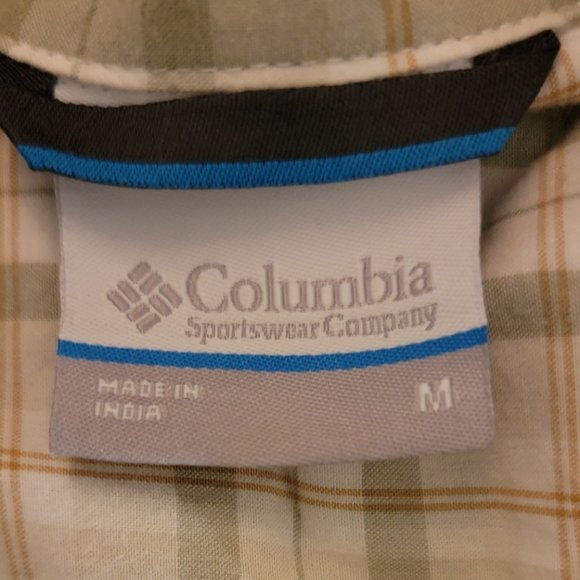 Columbia
Sportswear Company
MADE IN
INDIA
M